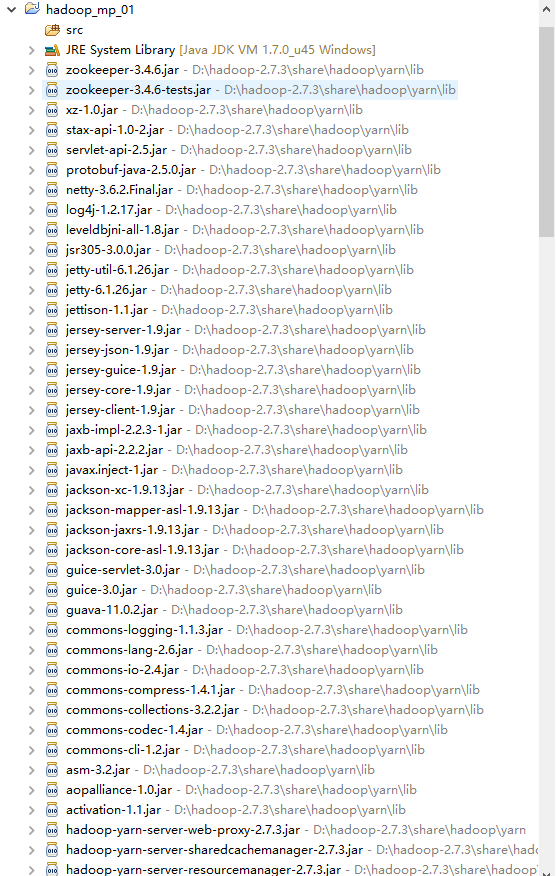 hadoop_mp_01
src
JRE System Library [Java JDK VM 1.7.0_u45 Windows]
zookeeper-3.4.6.jar - D:\hadoop-2.7.3\share\hadoop\yarn\lib
zookeeper-3.4.6-tests.jar - D:\hadoop-2.7.3\share\hadoop\yarn\lib
xz-1.0.jar - D:\hadoop-2.7.3\share\hadoop\yarn\lib
stax-api-1.0-2.jar - D:\hadoop-2.7.3\share\hadoop\yarn\lib
servlet-api-2.5.jar - D:\hadoop-2.7.3\share\hadoop\yarn\lib
protobuf-java-2.5.0.jar - D:\hadoop-2.7.3\share\hadoop\yarn\lib
netty-3.6.2.Final.jar - D:\hadoop-2.7.3\share\hadoop\yarn\lib
log4j-1.2.17.jar - D:\hadoop-2.7.3\share\hadoop\yarn\lib
leveldbjni-all-1.8.jar - D:\hadoop-2.7.3\share\hadoop\yarn\lib
jsr305-3.0.0.jar - D:\hadoop-2.7.3\share\hadoop\yarn\lib
jetty-util-6.1.26.jar - D:\hadoop-2.7.3\share\hadoop\yarn\lib
jetty-6.1.26.jar - D:\hadoop-2.7.3\share\hadoop\yarn\lib
jettison-1.1.jar - D:\hadoop-2.7.3\share\hadoop\yarn\lib
jersey-server-1.9.jar - D:\hadoop-2.7.3\share\hadoop\yarn\lib
jersey-json-1.9.jar - D:\hadoop-2.7.3\share\hadoop\yarn\lib
jersey-guice-1.9.jar - D:\hadoop-2.7.3\share\hadoop\yarn\lib
jersey-core-1.9.jar - D:\hadoop-2.7.3\share\hadoop\yarn\lib
jersey-client-1.9.jar - D:\hadoop-2.7.3\share\hadoop\yarn\lib
jaxb-impl-2.2.3-1.jar - D:\hadoop-2.7.3\share\hadoop\yarn\lib
jaxb-api-2.2.2.jar - D:\hadoop-2.7.3\share\hadoop\yarn\lib
javax.inject-1.jar - D:\hadoop-2.7.3\share\hadoop\yarn\lib
jackson-xc-1.9.13.jar - D:\hadoop-2.7.3\share\hadoop\yarn\lib
jackson-mapper-asl-1.9.13.jar - D:\hadoop-2.7.3\share\hadoop\yarn\lib
jackson-jaxrs-1.9.13.jar - D:\hadoop-2.7.3\share\hadoop\yarn\lib
jackson-core-asl-1.9.13.jar - D:\hadoop-2.7.3\share\hadoop\yarn\lib
guice-servlet-3.0.jar - D:\hadoop-2.7.3\share\hadoop\yarn\lib
guice-3.0.jar - D:\hadoop-2.7.3\share\hadoop\yarn\lib
guava-11.0.2.jar - D:\hadoop-2.7.3\share\hadoop\yarn\lib
commons-logging-1.1.3.jar - D:\hadoop-2.7.3\share\hadoop\yarn\lib
commons-lang-2.6.jar - D:\hadoop-2.7.3\share\hadoop\yarn\lib
commons-io-2.4.jar - D:\hadoop-2.7.3\share\hadoop\yarn\lib
commons-compress-1.4.1.jar - D:\hadoop-2.7.3\share\hadoop\yarn\lib
commons-collections-3.2.2.jar - D:\hadoop-2.7.3\share\hadoop\yarn\lib
commons-codec-1.4.jar - D:\hadoop-2.7.3\share\hadoop\yarn\lib
commons-cli-1.2.jar - D:\hadoop-2.7.3\share\hadoop\yarn\lib
asm-3.2.jar - D:\hadoop-2.7.3\share\hadoop\yarn\lib
aopalliance-1.0.jar - D:\hadoop-2.7.3\share\hadoop\yarn\lib
activation-1.1.jar - D:\hadoop-2.7.3\share\hadoop\yarn\lib
hadoop-yarn-server-web-proxy-2.7.3.jar - D:\hadoop-2.7.3\share\hadoop\yarn
hadoop-yarn-server-sharedcachemanager-2.7.3.jar - D:\hadoop-2.7.3\share\
hadoop-yarn-server-resourcemanager-2.7.3.jar - D:\hadoop-2.7.3\share\had